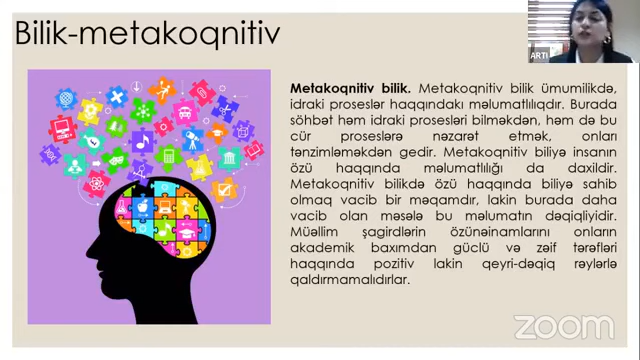 Bilik-metakoqnitiv
ARTI
Metakoqnitiv bilik. Metakoqnitiv bilik ümumilikdə,
idraki proseslər haqqındakı məlumatlılıqdır. Burada
söhbət həm idraki prosesləri bilməkdən, həm də bu
cür proseslərə nəzarət etmək, onları
tənzimləməkdən gedir. Metakoqnitiv biliyə insanın
özü haqqında məlumatlılığı da daxildir.
Metakoqnitiv bilikdə özü haqqında biliyə sahib
olmaq vacib bir məqamdır, lakin burada daha
vacib olan məsələ bu məlumatın dəqiqliyidir.
Müəllim şagirdlərin özünəinamlarını onların
akademik baxımdan güclü və zəif tərəfləri
haqqında pozitiv lakin qeyri-dəqiq rəylərlə
qaldırmamalıdırlar.
zoom